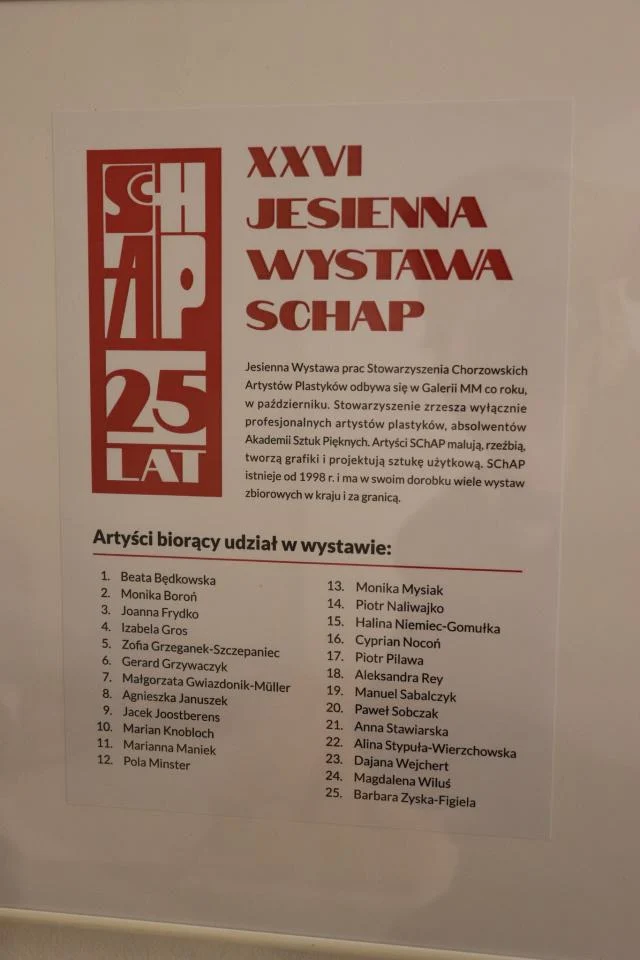 SCHAP
25
LAT
XXVI
JESIENNA
WYSTAWA
SCHAP
Jesienna Wystawa prac Stowarzyszenia Chorzowskich
Artystów Plastyków odbywa się w Galerii MM co roku,
w październiku. Stowarzyszenie zrzesza wyłącznie
profesjonalnych artystów plastyków, absolwentów
Akademii Sztuk Pięknych. Artyści SChAP malują, rzeźbią,
tworzą grafiki i projektują sztukę użytkową. SChAP
istnieje od 1998 r. i ma w swoim dorobku wiele wystaw
zbiorowych w kraju i za granicą.
Artyści biorący udział w wystawie:
1. Beata Będkowska
2. Monika Boroń
3. Joanna Frydko
4. Izabela Gros
5. Zofia Grzeganek-Szczepaniec
6. Gerard Grzywaczyk
7. Małgorzata Gwiazdonik-Müller
8. Agnieszka Januszek
9. Jacek Joostberens
10. Marian Knobloch
11. Marianna Maniek
12. Pola Minster
13. Monika Mysiak
14. Piotr Naliwajko
15. Halina Niemiec-Gomułka
16. Cyprian Nocoń
17. Piotr Pilawa
18. Aleksandra Rey
19. Manuel Sabalczyk
20. Paweł Sobczak
21. Anna Stawiarska
22. Alina Stypuła-Wierzchowska
23. Dajana Wejchert
24. Magdalena Wiluś
25. Barbara Zyska-Figiela